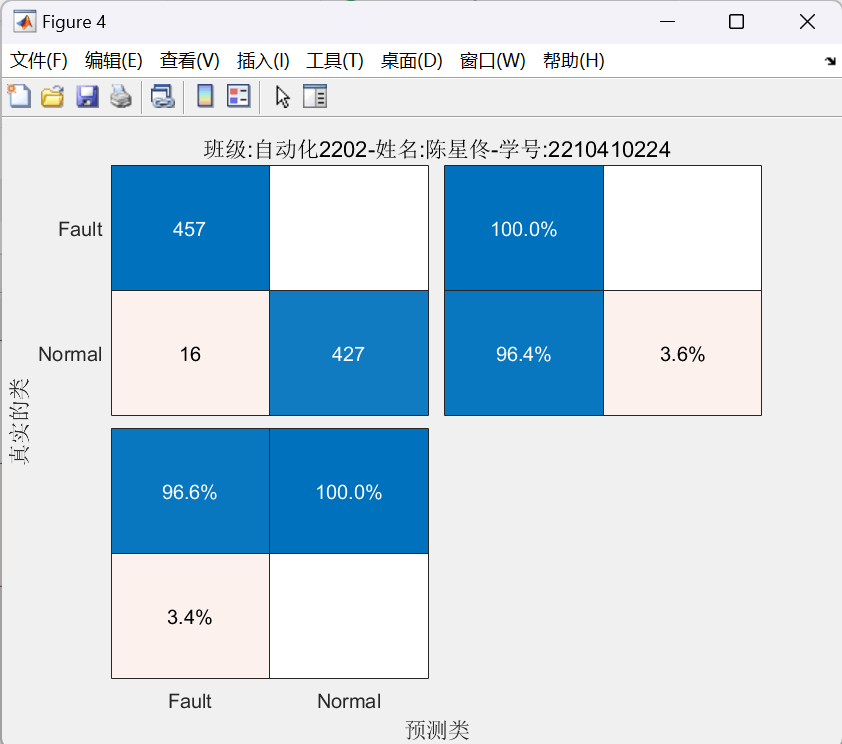 Figure 4
文件(F) 编辑(E) 查看(V) 插入(I) 工具(T) 桌面(D) 窗口(W) 帮助(H)
班级:自动化2202-姓名:陈星佟-学号:2210410224
Fault 457 100.0%
Normal 16 427 96.4% 3.6%
真实的类
96.6% 100.0%
3.4%
Fault Normal
预测类